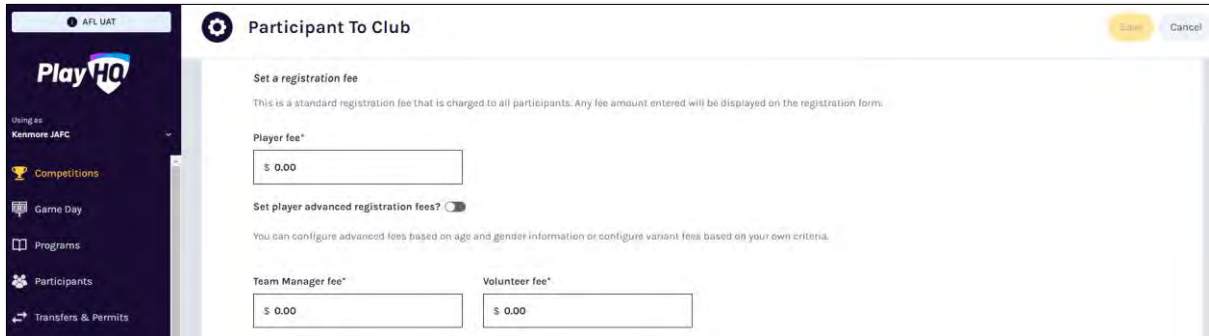 AFL UAT
Participant To Club
Save
Cancel
PlayHQ
Using as
Kenmore JAFC
Competitions
Game Day
Programs
Participants
Transfers & Permits
Set a registration fee
This is a standard registration fee that is charged to all participants. Any fee amount entered will be displayed on the registration form.
Player fee*
$ 0.00
Set player advanced registration fees?
You can configure advanced fees based on age and gender information or configure variant fees based on your own criteria.
Team Manager fee* Volunteer fee*
$ 0.00 $ 0.00